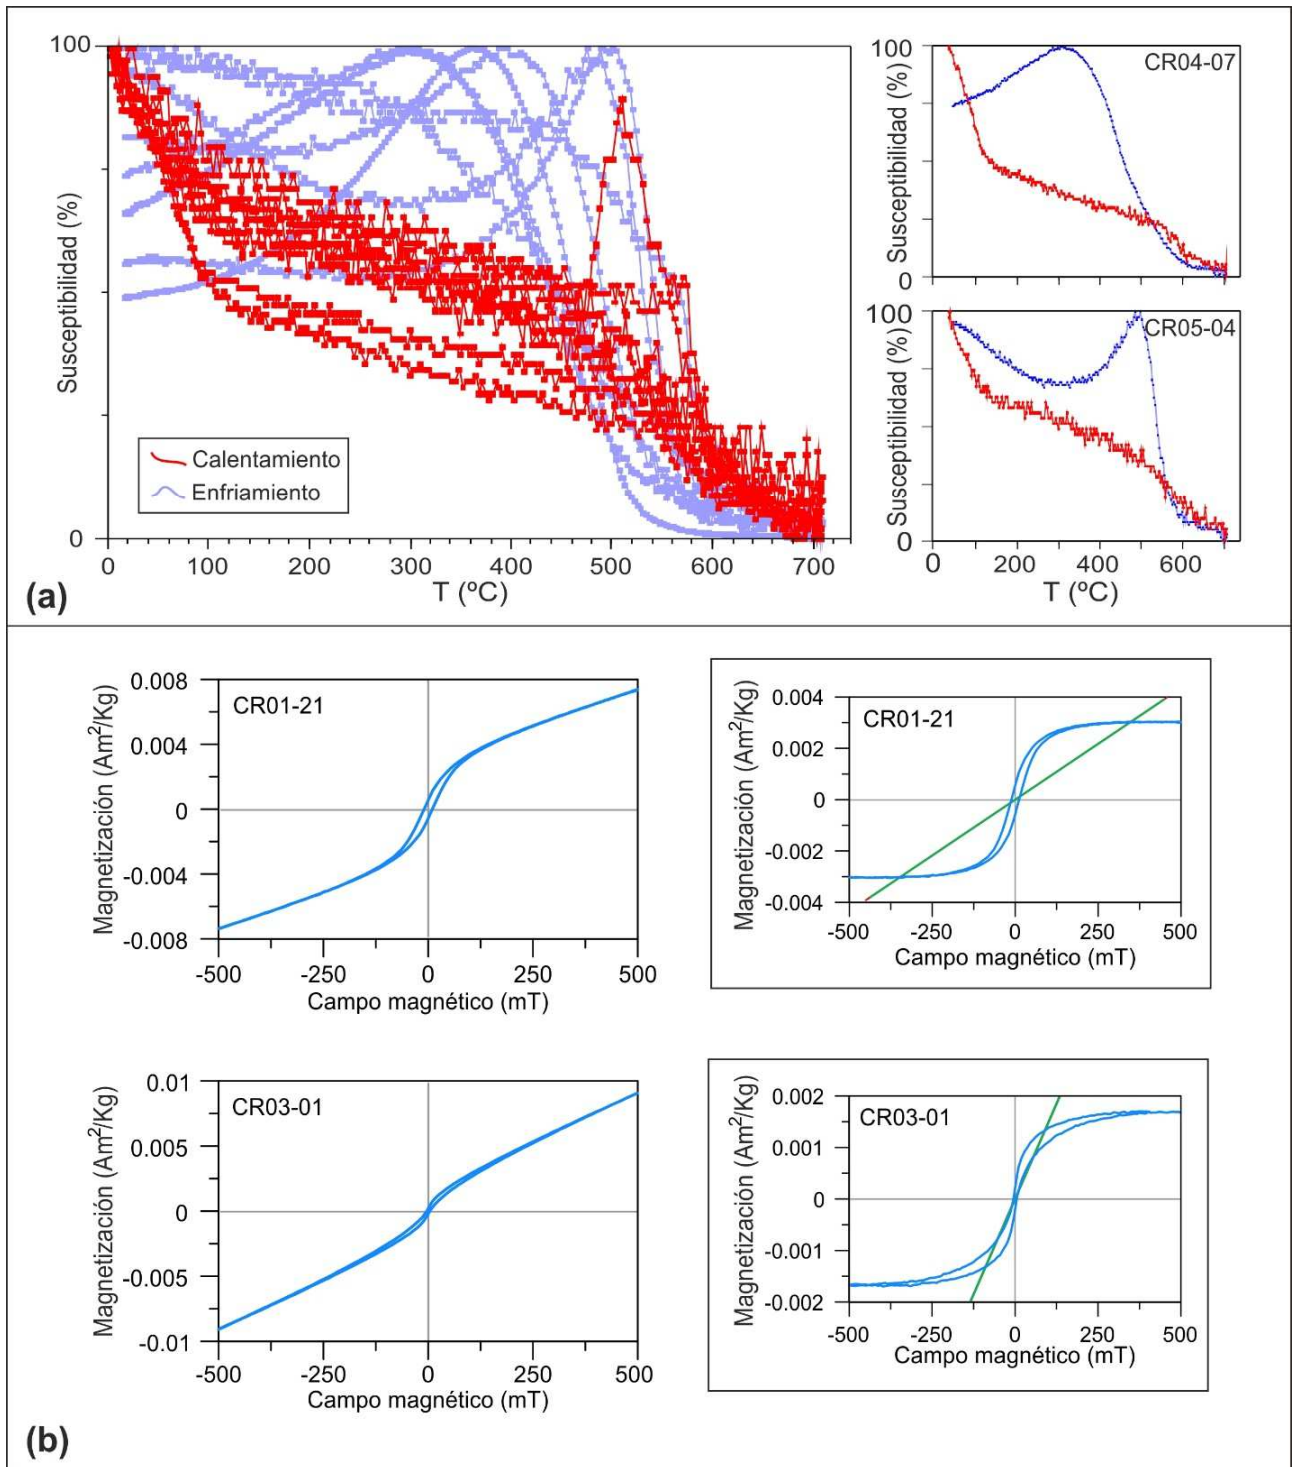 100
Susceptibilidad (%)
0
Calentamiento
Enfriamiento
0 100 200 300 400 500 600 700
T (ºC)
(a)
100
CR04-07
Susceptibilidad (%)
0
100
CR05-04
Susceptibilidad (%)
0
0 200 400 600
T (ºC)
CR01-21
Magnetización (Am²/Kg)
0.008
0.004
0
-0.004
-0.008
-500 -250 0 250 500
Campo magnético (mT)
CR01-21
Magnetización (Am²/Kg)
0.004
0.002
0
-0.002
-0.004
-500 -250 0 250 500
Campo magnético (mT)
CR03-01
Magnetización (Am²/Kg)
0.01
0.005
0
-0.005
-0.01
-500 -250 0 250 500
Campo magnético (mT)
CR03-01
Magnetización (Am²/Kg)
0.002
0.001
0
-0.001
-0.002
-500 -250 0 250 500
Campo magnético (mT)
(b)